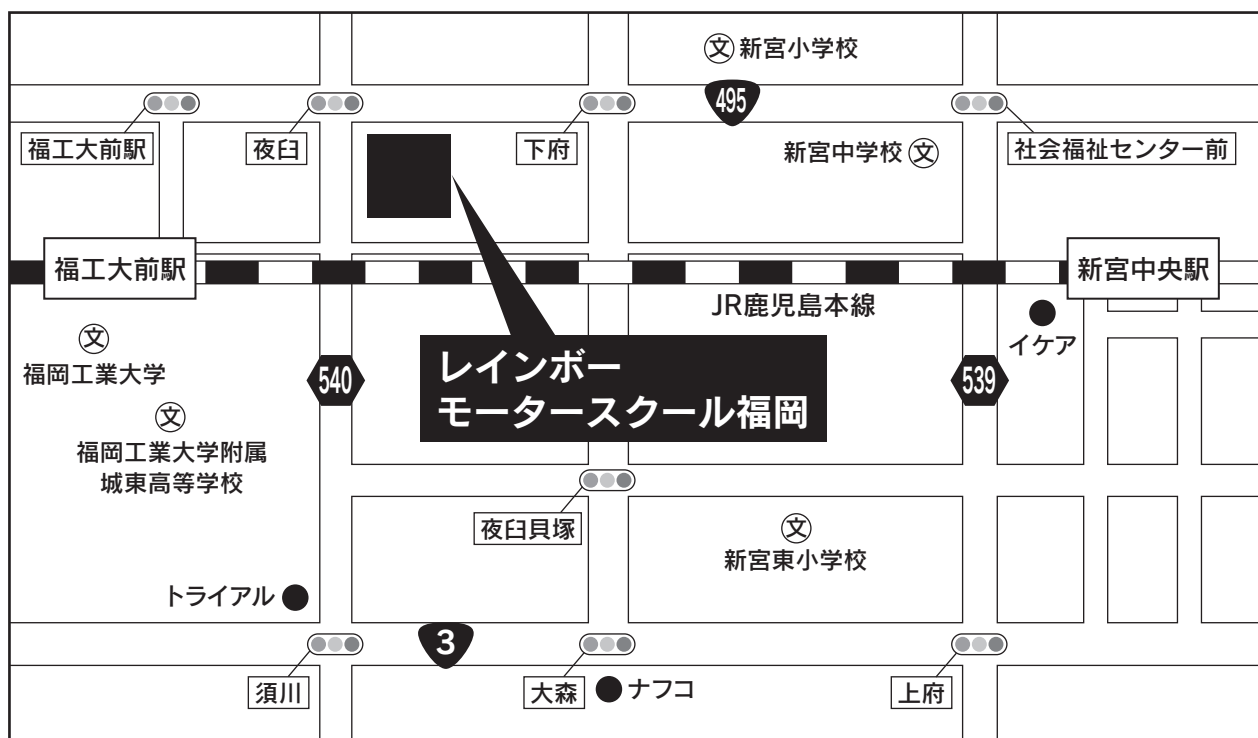 新宮小学校
495
福工大前駅
夜臼
下府
新宮中学校
社会福祉センター前
福工大前駅
新宮中央駅
JR鹿児島本線
イケア
福岡工業大学
540
レインボー
モータースクール福岡
539
福岡工業大学附属
城東高等学校
夜臼貝塚
新宮東小学校
トライアル
3
須川
大森
ナフコ
上府
文
文
文
文
文